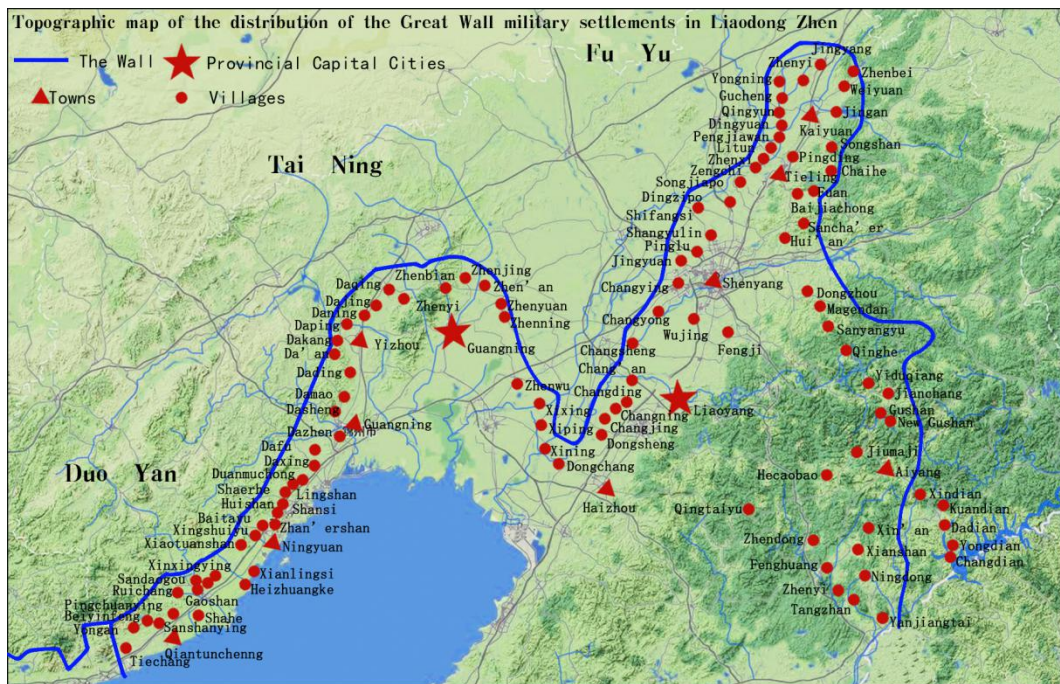 Topographic map of the distribution of the Great Wall military settlements in Liaodong Zhen
The Wall
Provincial Capital Cities
Towns
Villages
Fu Yu
Tai Ning
Duo Yan
Jingyang
Zhenyi
Zhenbei
Yongning
Weiyuan
Gucheng
Qingyun
Jingan
Dingyuan
Kaiyuan
Pengjiawan
Litun
Songshan
Zhenxi
Pingding
Zengchi
Chaihe
Songjiapo
Tieling
Dingzipo
Fuan
Baijiachong
Shifangsi
Sancha'er
Shangyulin
Hui'an
Pinglu
Jingyuan
Changying
Shenyang
Dongzhou
Magendan
Changyong
Wujing
Sanyangyu
Fengji
Changsheng
Qinghe
Chang'an
Yiduqiang
Changding
Jianchang
Liaoyang
Changning
Gushan
Changjing
New Gushan
Dongsheng
Zhenbian
Zhenjing
Daqing
Zhen'an
Dajing
Zhenyi
Zhenyuan
Daning
Zhenning
Daping
Dakang
Yizhou
Guangning
Da'an
Dading
Zhenwu
Damao
Xixing
Dasheng
Guangning
Xiping
Dazhen
Xining
Dafu
Dongchang
Daxing
Duanmuchong
Haizhou
Shaerhe
Lingshan
Huishan
Shansi
Baitayu
Zhan'ershan
Xingshuiyu
Ningyuan
Xiaotuanshan
Xinxingying
Xianlingsi
Sandaogou
Heizhuangke
Ruichang
Gaoshan
Pingchuanying
Shahe
Beiyinfeng
Sanshanying
Yongan
Qiantunchenng
Tiechang
Jiumaji
Hecaobao
Aiyang
Xindian
Qingtaiyu
Kuandian
Dadian
Xin'an
Zhendong
Yongdian
Xianshan
Changdian
Fenghuang
Ningdong
Zhenyi
Tangzhan
Yanjiangtai